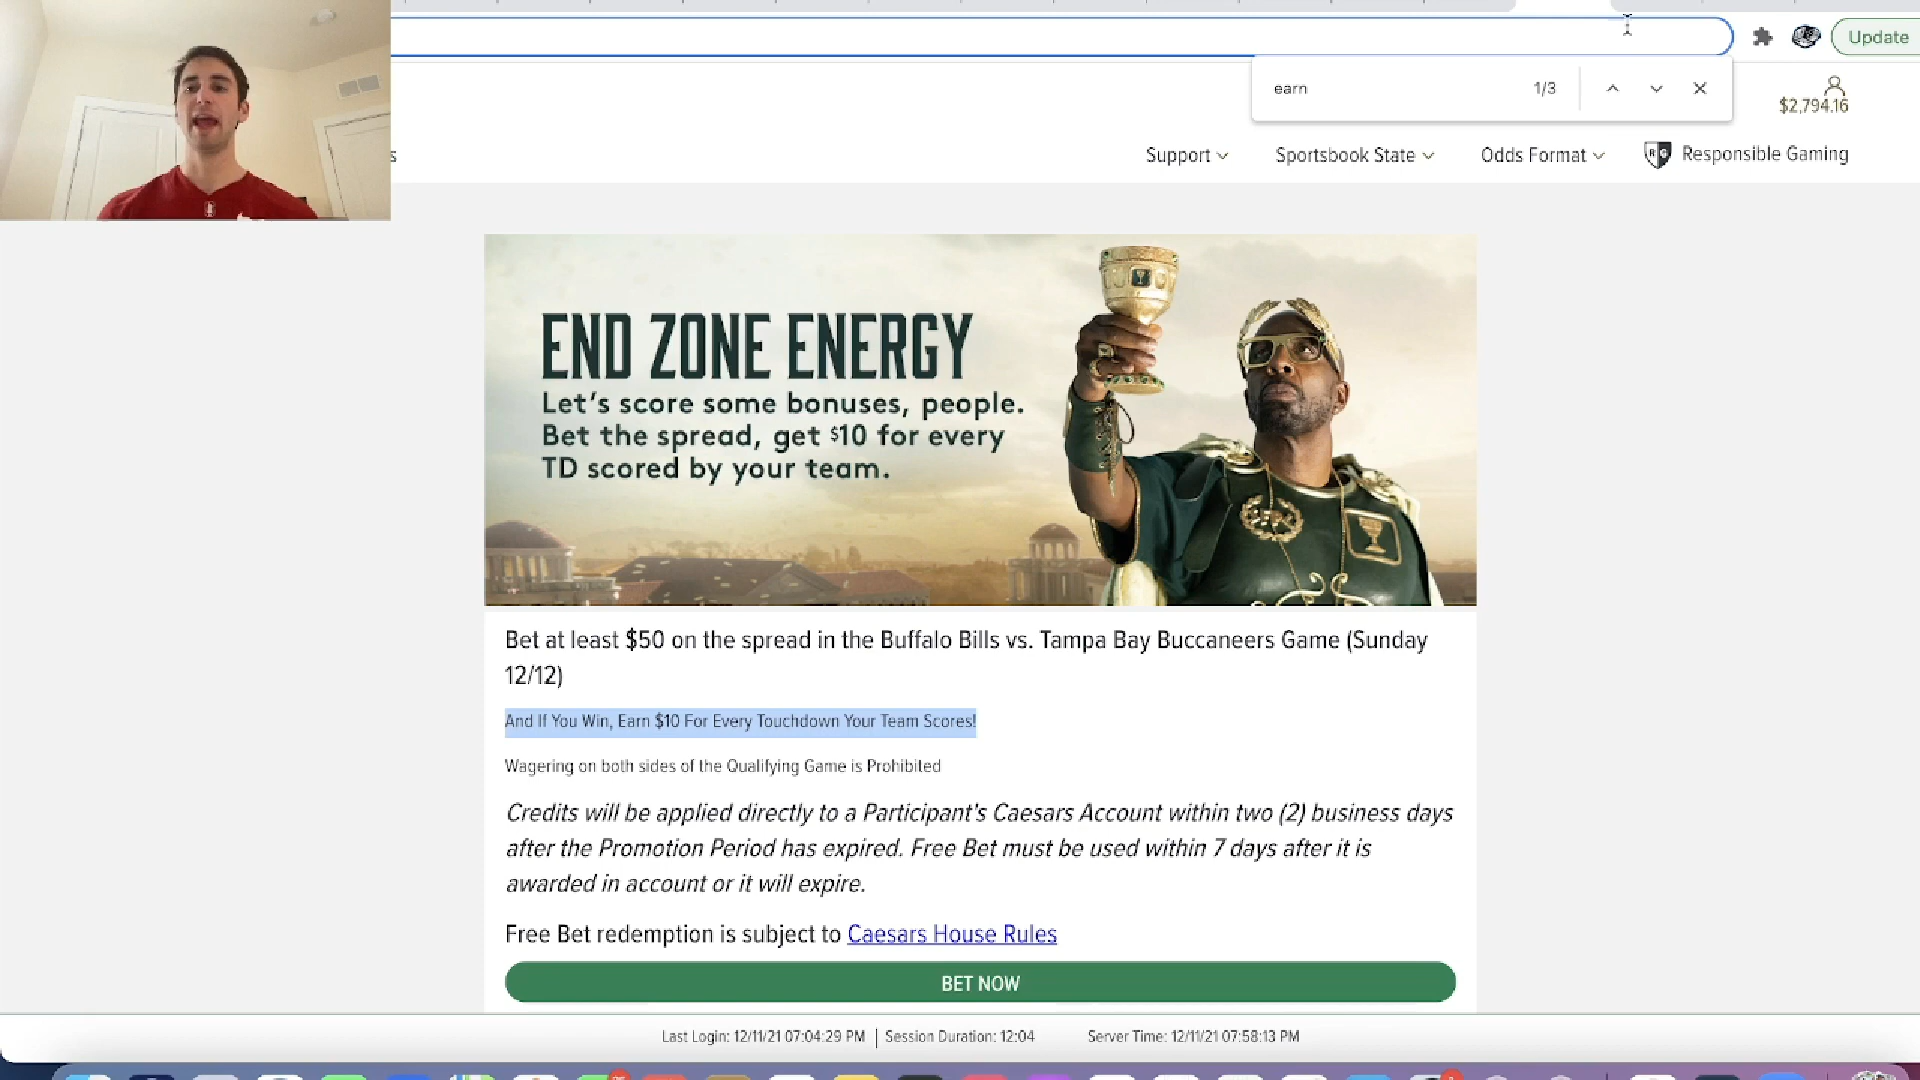 Update
earn
1/3
$2,794.16
s
Support
Sportsbook State
Odds Format
Responsible Gaming
END ZONE ENERGY
Let's score some bonuses, people.
Bet the spread, get $10 for every
TD scored by your team.
Bet at least $50 on the spread in the Buffalo Bills vs. Tampa Bay Buccaneers Game (Sunday
12/12)
And If You Win, Earn $10 For Every Touchdown Your Team Scores!
Wagering on both sides of the Qualifying Game is Prohibited
Credits will be applied directly to a Participant's Caesars Account within two (2) business days
after the Promotion Period has expired. Free Bet must be used within 7 days after it is
awarded in account or it will expire.
Free Bet redemption is subject to Caesars House Rules
BET NOW
Last Login: 12/11/21 07:04:29 PM | Session Duration: 12:04 Server Time: 12/11/21 07:58:13 PM